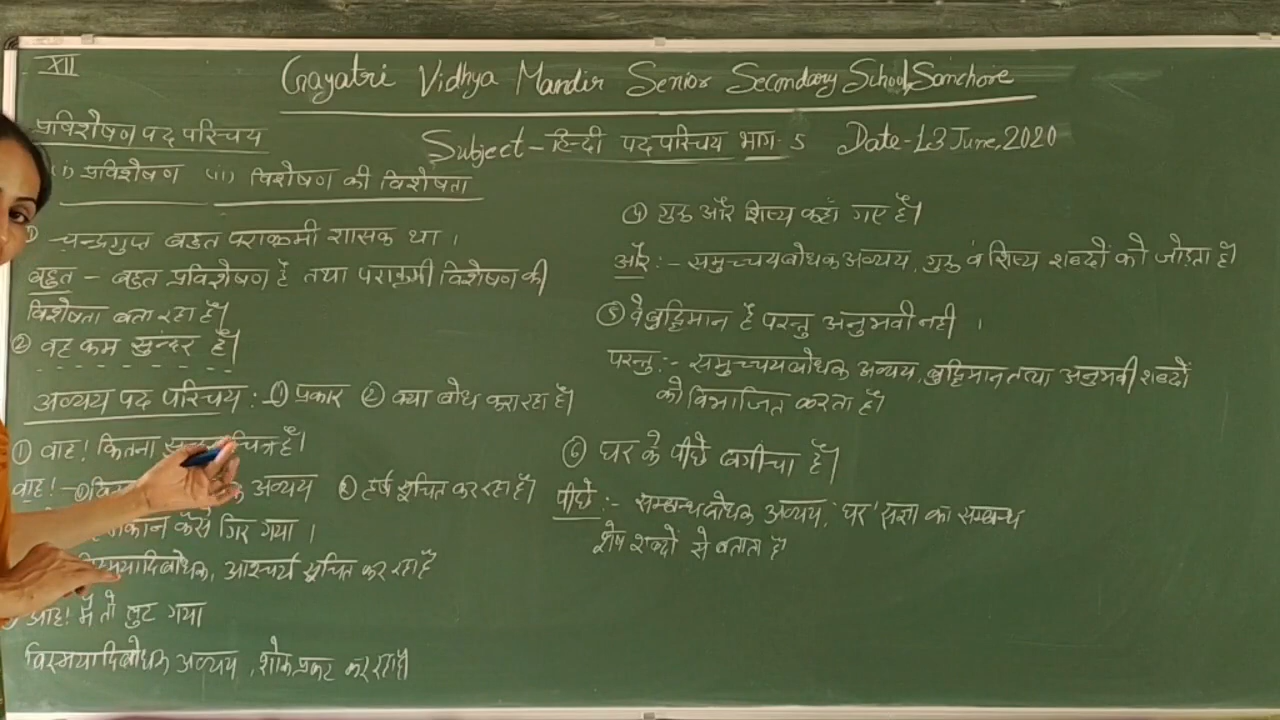 XII
Gayatri Vidhya Mandir Senior Secondary School, Sanchore
Subject - हिन्दी पद परिचय भाग- 5 Date - 13 June, 2020
प्रविशेषण पद परिचय
(i) प्रविशेषण (ii) विशेषण की विशेषता
चन्द्रगुप्त बहुत पराक्रमी शासक था ।
बहुत - बहुत प्रविशेषण है तथा पराक्रमी विशेषण की
विशेषता बता रहा है।
② वह कम सुन्दर है।
अव्यय पद परिचय :- ① प्रकार ② क्या बोध करा रहा है।
① वाह! कितना चित्र है।
वाह! - ① अव्यय ② हर्ष सूचित कर रहा है।
मकान कैसे गिर गया ।
आश्चर्य सूचित कर रहा है
आह! मैं तो लुट गया
विस्मयादिबोधक अव्यय, शोक प्रकट कर रहा है।
④ गुरू और शिष्य कहाँ गए है।
और :- समुच्चयबोधक अव्यय, गुरू व शिष्य शब्दों को जोड़ता है।
⑤ वे बुद्धिमान है परन्तु अनुभवी नही ।
परन्तु :- समुच्चयबोधक अव्यय, बुद्धिमान तथा अनुभवी शब्दों
को विभाजित करता है।
⑥ घर के पीछे बगीचा है।
पीछे :- सम्बन्धबोधक अव्यय, 'घर' संज्ञा का सम्बन्ध
शेष शब्दों से बताता है